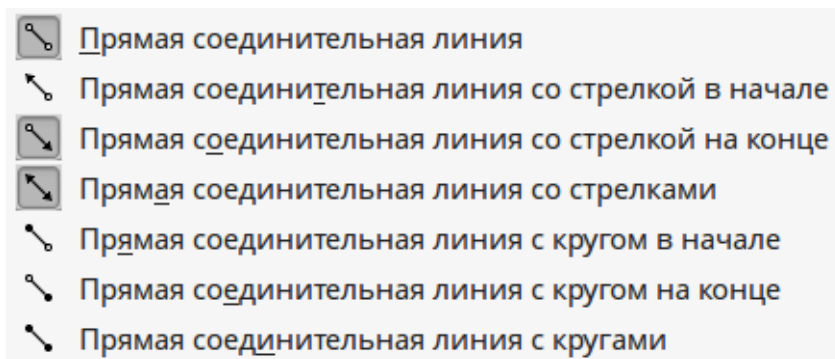 Прямая соединительная линия
Прямая соединительная линия со стрелкой в начале
Прямая соединительная линия со стрелкой на конце
Прямая соединительная линия со стрелками
Прямая соединительная линия с кругом в начале
Прямая соединительная линия с кругом на конце
Прямая соединительная линия с кругами